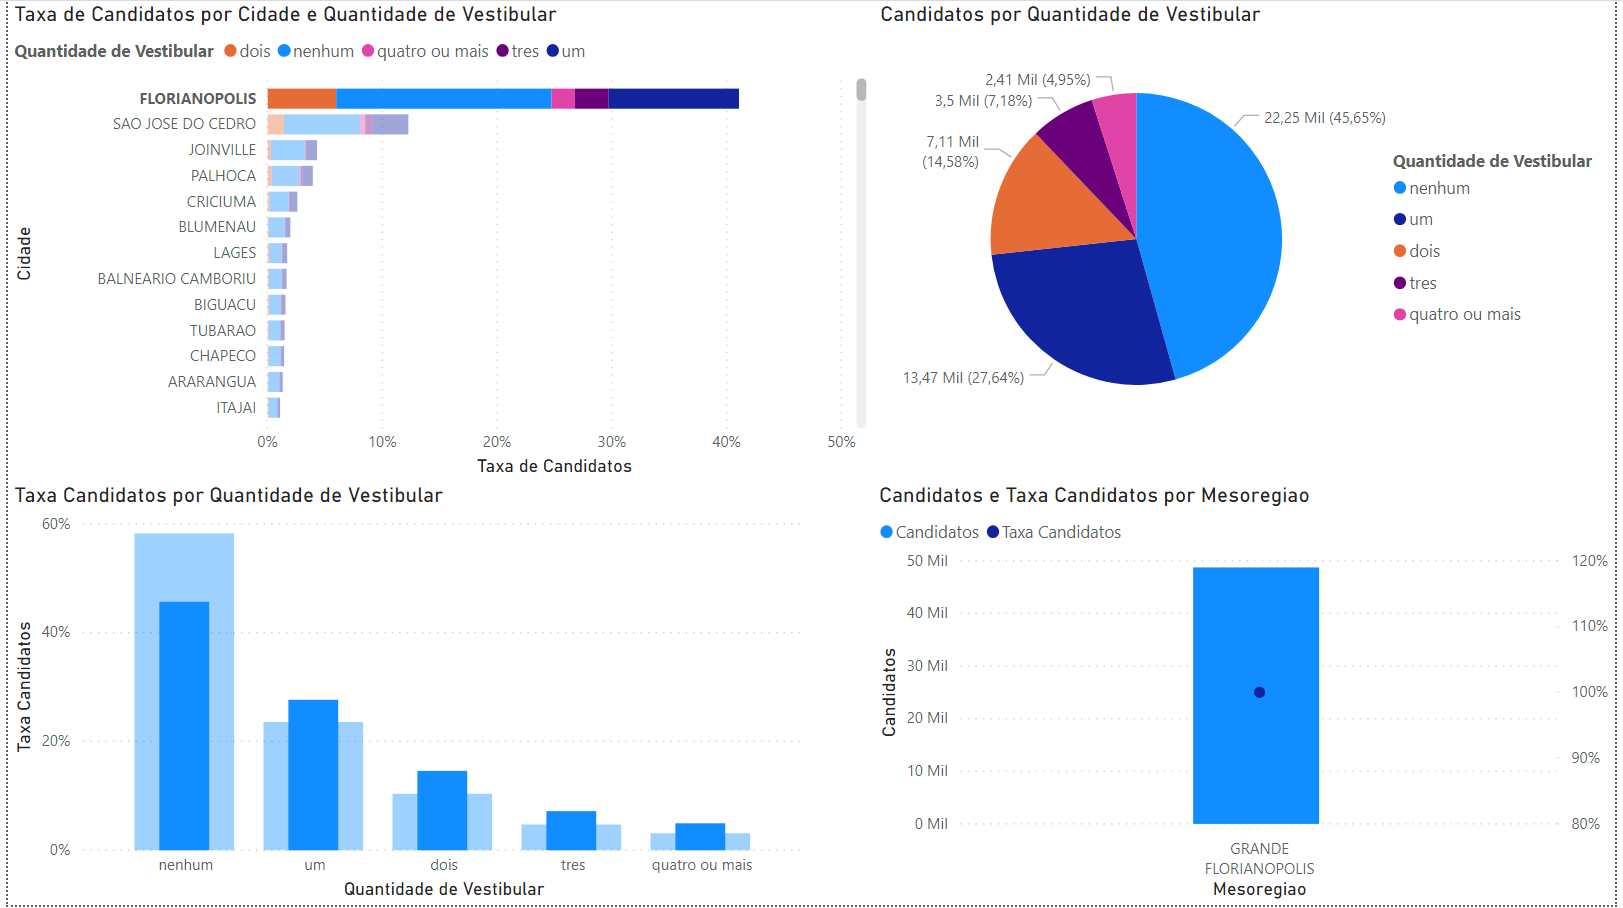 Taxa de Candidatos por Cidade e Quantidade de Vestibular
Quantidade de Vestibular dois nenhum quatro ou mais tres um
Cidade
FLORIANOPOLIS
SAO JOSE DO CEDRO
JOINVILLE
PALHOCA
CRICIUMA
BLUMENAU
LAGES
BALNEARIO CAMBORIU
BIGUACU
TUBARAO
CHAPECO
ARARANGUA
ITAJAI
0% 10% 20% 30% 40% 50%
Taxa de Candidatos
Candidatos por Quantidade de Vestibular
2,41 Mil (4,95%)
3,5 Mil (7,18%)
7,11 Mil
(14,58%)
22,25 Mil (45,65%)
13,47 Mil (27,64%)
Quantidade de Vestibular
nenhum
um
dois
tres
quatro ou mais
Taxa Candidatos por Quantidade de Vestibular
Taxa Candidatos
60%
40%
20%
0%
nenhum um dois tres quatro ou mais
Quantidade de Vestibular
Candidatos e Taxa Candidatos por Mesoregiao
Candidatos Taxa Candidatos
Candidatos
50 Mil
40 Mil
30 Mil
20 Mil
10 Mil
0 Mil
120%
110%
100%
90%
80%
GRANDE
FLORIANOPOLIS
Mesoregiao